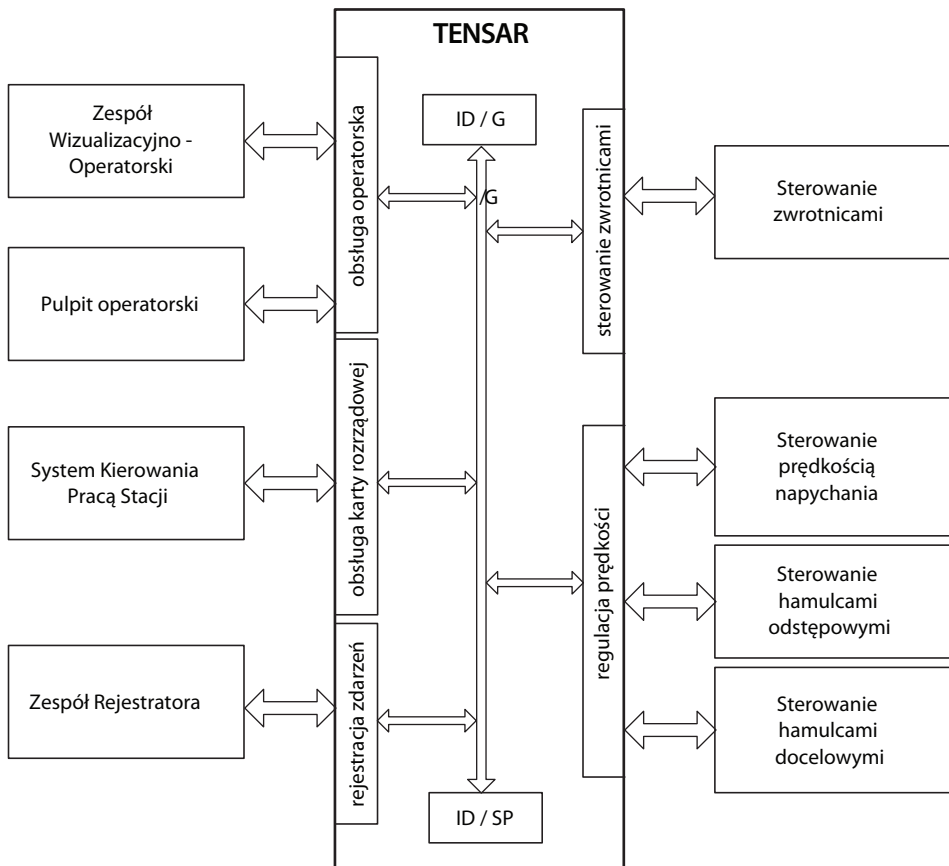 TENSAR
Zespół
Wizualizacyjno -
Operatorski
Pulpit operatorski
System Kierowania
Pracą Stacji
Zespół Rejestratora
obsługa operatorska
obsługa karty rozrządowej
rejestracja zdarzeń
ID / G
/G
ID / SP
sterowanie zwrotnicami
regulacja prędkości
Sterowanie
zwrotnicami
Sterowanie
prędkością
napychania
Sterowanie
hamulcami
odstępowymi
Sterowanie
hamulcami
docelowymi